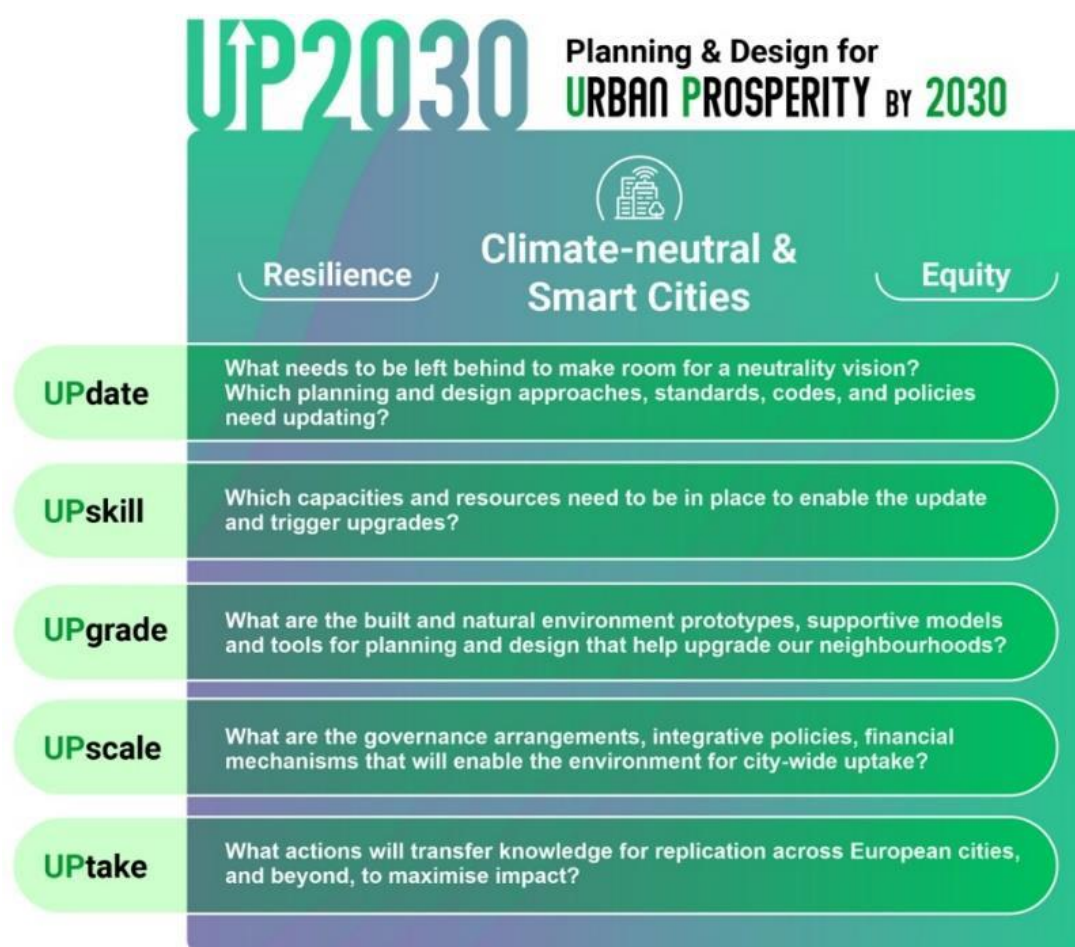 UP2030
Planning & Design for
URBAN PROSPERITY BY 2030
Resilience
Climate-neutral &
Smart Cities
Equity
UPdate
What needs to be left behind to make room for a neutrality vision?
Which planning and design approaches, standards, codes, and policies
need updating?
UPskill
Which capacities and resources need to be in place to enable the update
and trigger upgrades?
UPgrade
What are the built and natural environment prototypes, supportive models
and tools for planning and design that help upgrade our neighbourhoods?
UPscale
What are the governance arrangements, integrative policies, financial
mechanisms that will enable the environment for city-wide uptake?
UPtake
What actions will transfer knowledge for replication across European cities,
and beyond, to maximise impact?